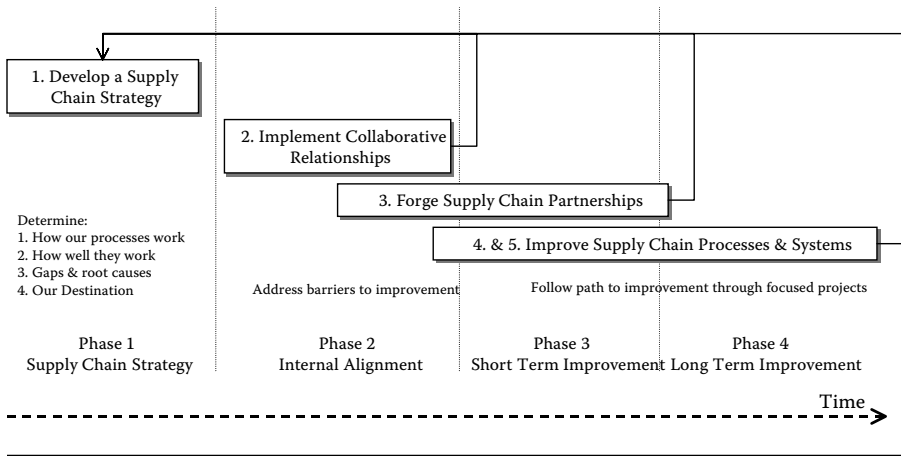 1. Develop a Supply
Chain Strategy
2. Implement Collaborative
Relationships
3. Forge Supply Chain Partnerships
4. & 5. Improve Supply Chain Processes & Systems
Determine:
1. How our processes work
2. How well they work
3. Gaps & root causes
4. Our Destination
Address barriers to improvement
Follow path to improvement through focused projects
Phase 1
Supply Chain Strategy
Phase 2
Internal Alignment
Phase 3
Short Term Improvement
Phase 4
Long Term Improvement
Time